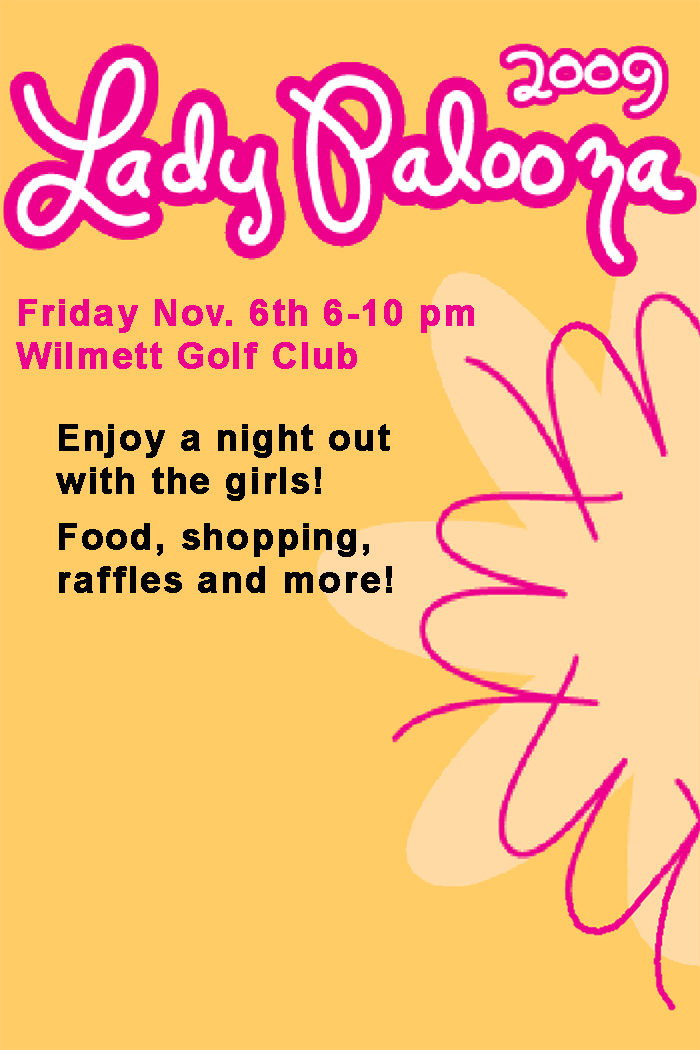 2009
Lady Palooza
Friday Nov. 6th 6-10 pm
Wilmett Golf Club
Enjoy a night out
with the girls!
Food, shopping,
raffles and more!